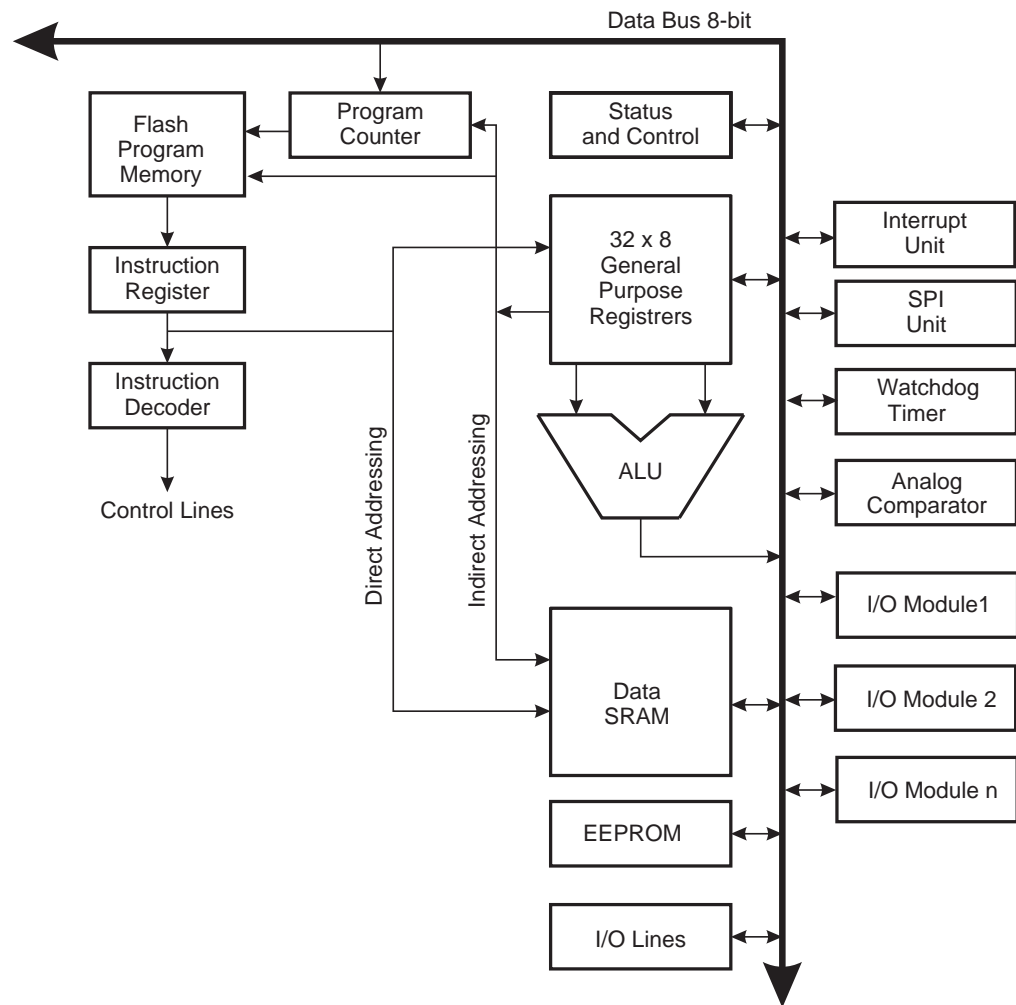 Data Bus 8-bit
Flash
Program
Memory
Program
Counter
Status
and Control
Interrupt
Unit
32 x 8
General
Purpose
Registrers
Instruction
Register
SPI
Unit
Instruction
Decoder
Watchdog
Timer
ALU
Analog
Comparator
Control Lines
Direct Addressing
Indirect Addressing
I/O Module1
Data
SRAM
I/O Module 2
I/O Module n
EEPROM
I/O Lines